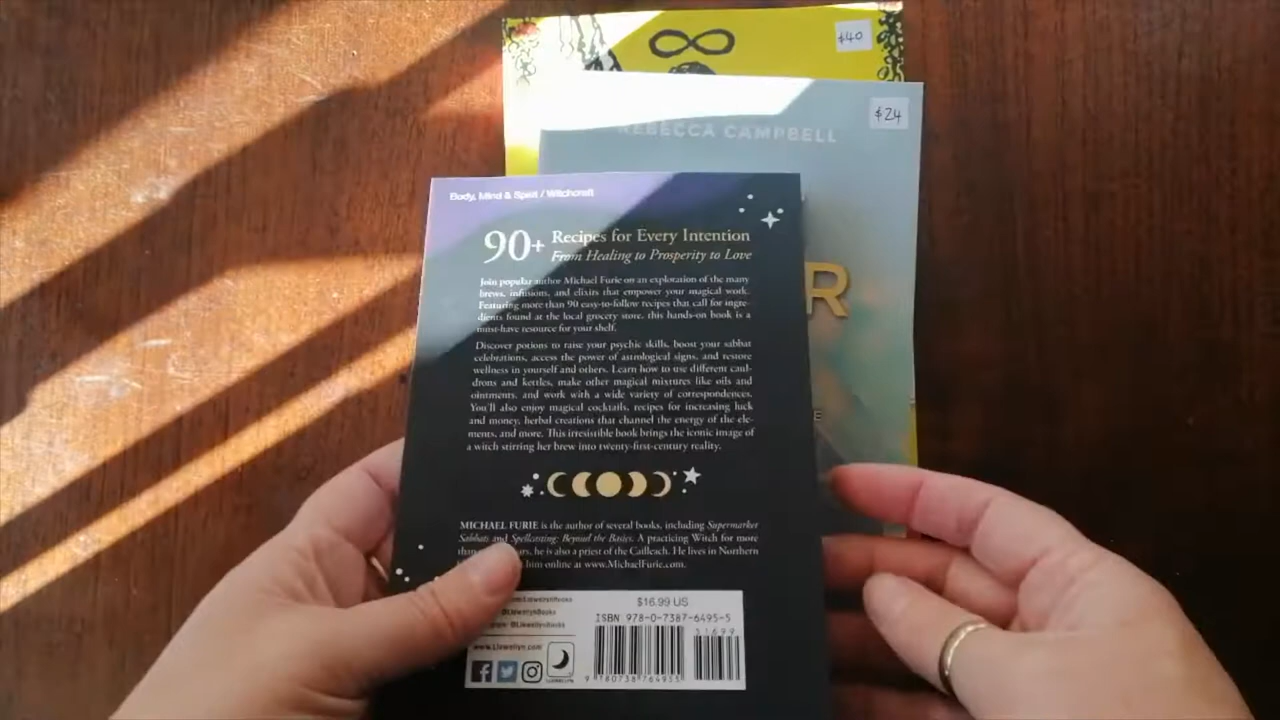 $40
$24
REBECCA CAMPBELL
R
E
Body, Mind & Spirit / Witchcraft
90+ Recipes for Every Intention
From Healing to Prosperity to Love
Join popular author Michael Furie on an exploration of the many
brews, infusions, and elixirs that empower your magical work.
Featuring more than 90 easy-to-follow recipes that call for ingre-
dients found at the local grocery store, this hands-on book is a
must-have resource for your shelf.
Discover potions to raise your psychic skills, boost your sabbat
celebrations, access the power of astrological signs, and restore
wellness in yourself and others. Learn how to use different caul-
drons and kettles, make other magical mixtures like oils and
ointments, and work with a wide variety of correspondences.
You'll also enjoy magical cocktails, recipes for increasing luck
and money, herbal creations that channel the energy of the ele-
ments, and more. This irresistible book brings the iconic image of
a witch stirring her brew into twenty-first-century reality.
MICHAEL FURIE is the author of several books, including Supermarker
Sabbats and Spellcasting: Beyond the Basics. A practicing Witch for more
than he is also a priest of the Cailleach. He lives in Northern
him online at www.MichaelFurie.com.
LlewellynBooks
@LlewellynBooks
@LlewellynBooks
www.Llewellyn.com
LLEWELLYN
$16.99 US
ISBN 978-0-7387-6495-5
51699
9 780738 764955